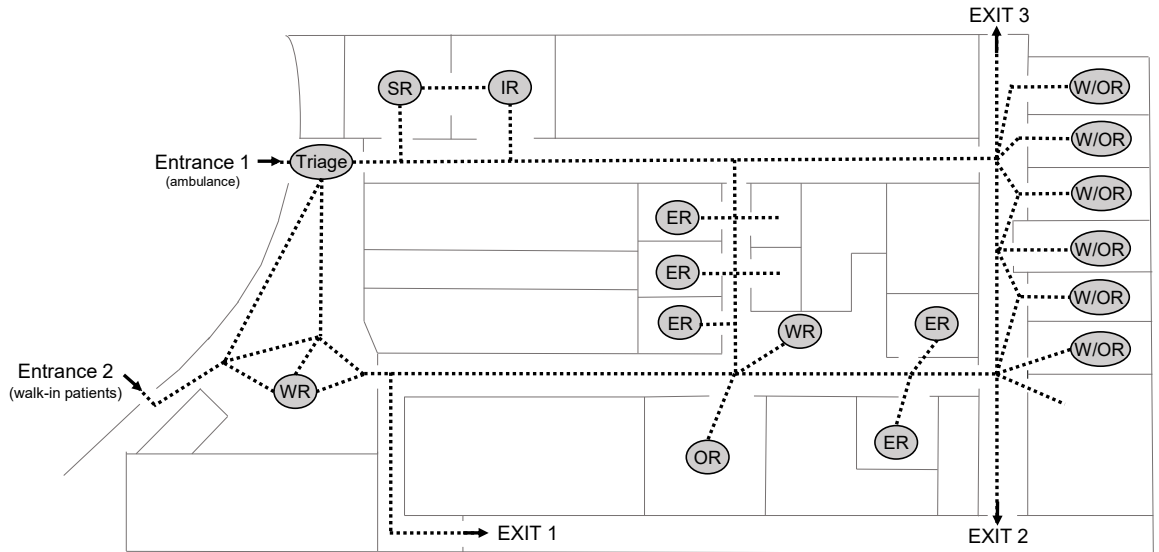 EXIT 3
SR
IR
W/OR
W/OR
Entrance 1
(ambulance)
Triage
W/OR
ER
W/OR
ER
W/OR
ER
WR
ER
W/OR
Entrance 2
(walk-in patients)
WR
ER
OR
EXIT 1
EXIT 2